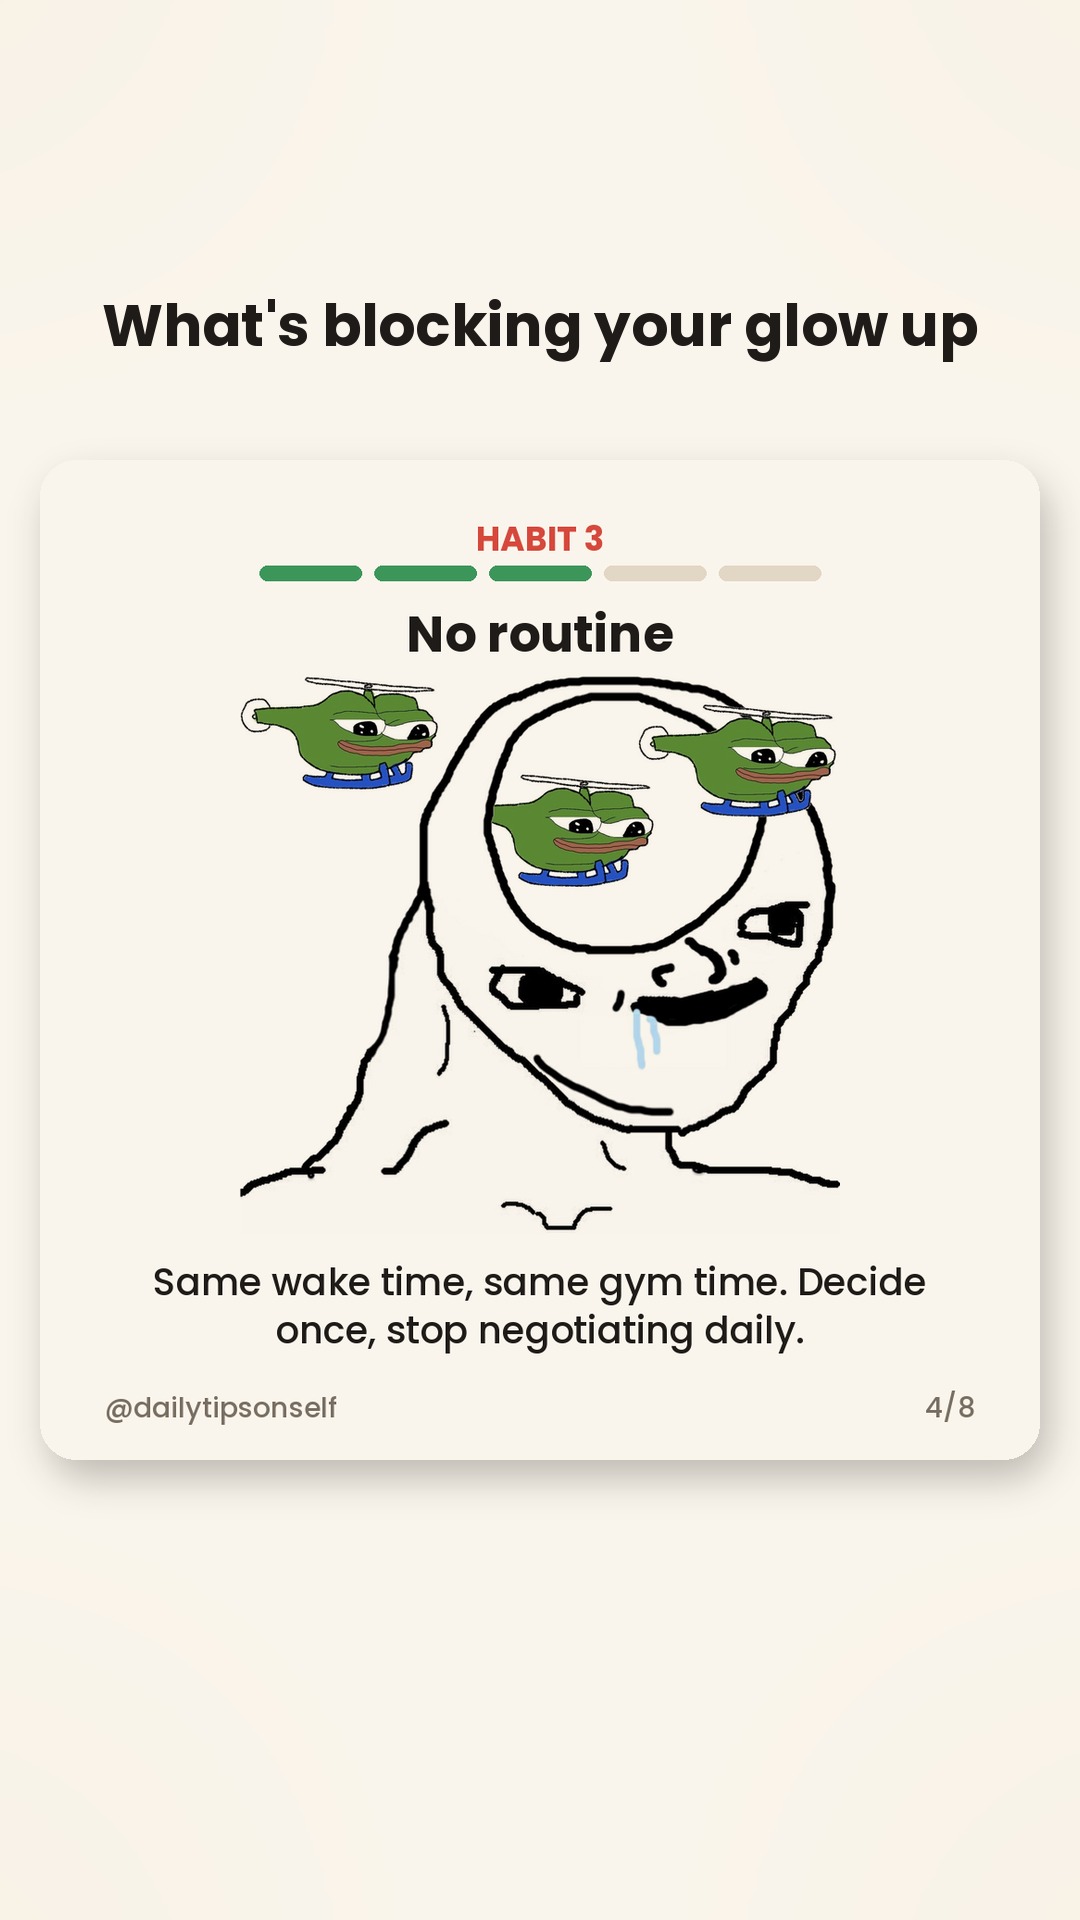 What's blocking your glow up
HABIT 3
No routine
Same wake time, same gym time. Decide
once, stop negotiating daily.
@dailytipsonself
4/8